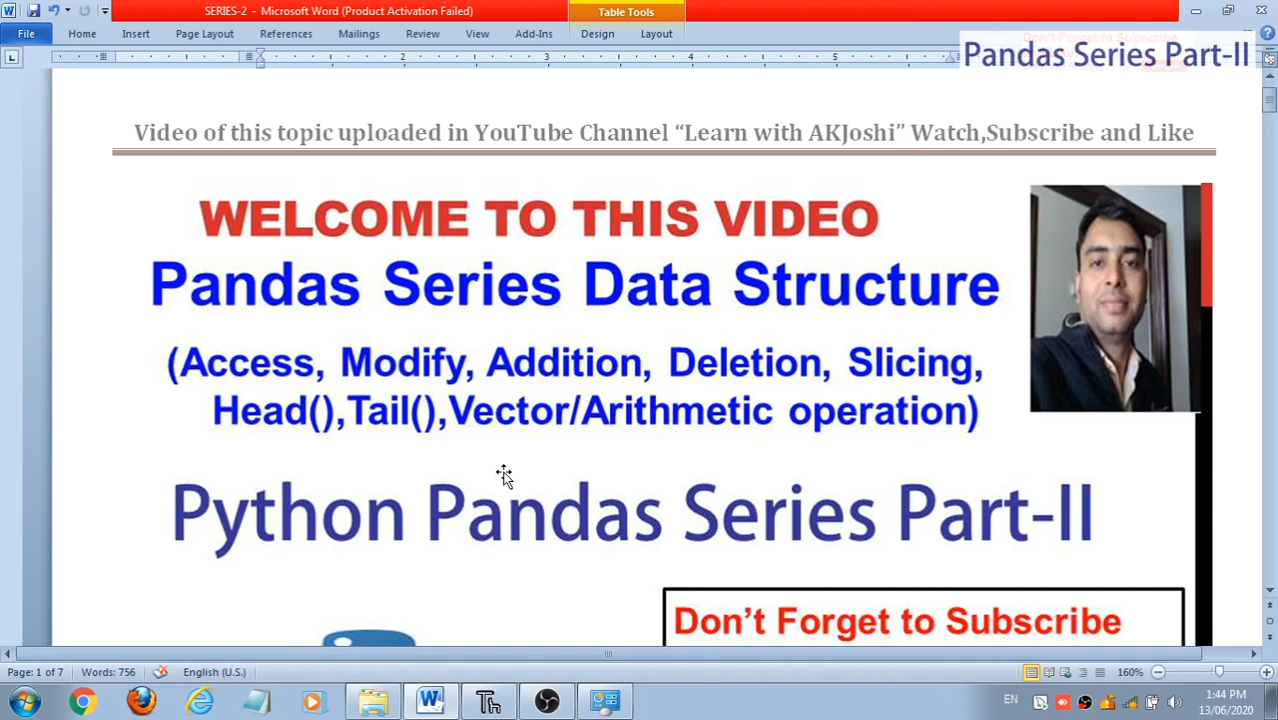 SERIES-2 - Microsoft Word (Product Activation Failed)
Table Tools
File Home Insert Page Layout References Mailings Review View Add-Ins Design Layout
Pandas Series Part-II
2 3 4 5
Video of this topic uploaded in YouTube Channel “Learn with AKJoshi” Watch,Subscribe and Like
WELCOME TO THIS VIDEO
Pandas Series Data Structure
(Access, Modify, Addition, Deletion, Slicing,
Head(),Tail(),Vector/Arithmetic operation)
Python Pandas Series Part-II
Don’t Forget to Subscribe
Page: 1 of 7 Words: 756 English (U.S.) 160%
EN 1:44 PM
13/06/2020